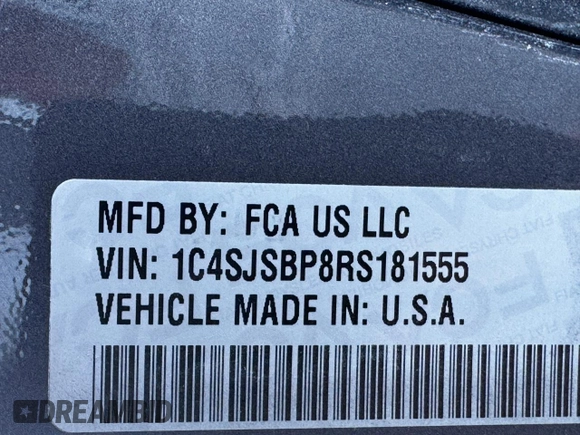 MFD BY: FCA US LLC
VIN: 1C4SJSBP8RS181555
VEHICLE MADE IN: U.S.A.
DREAMBID